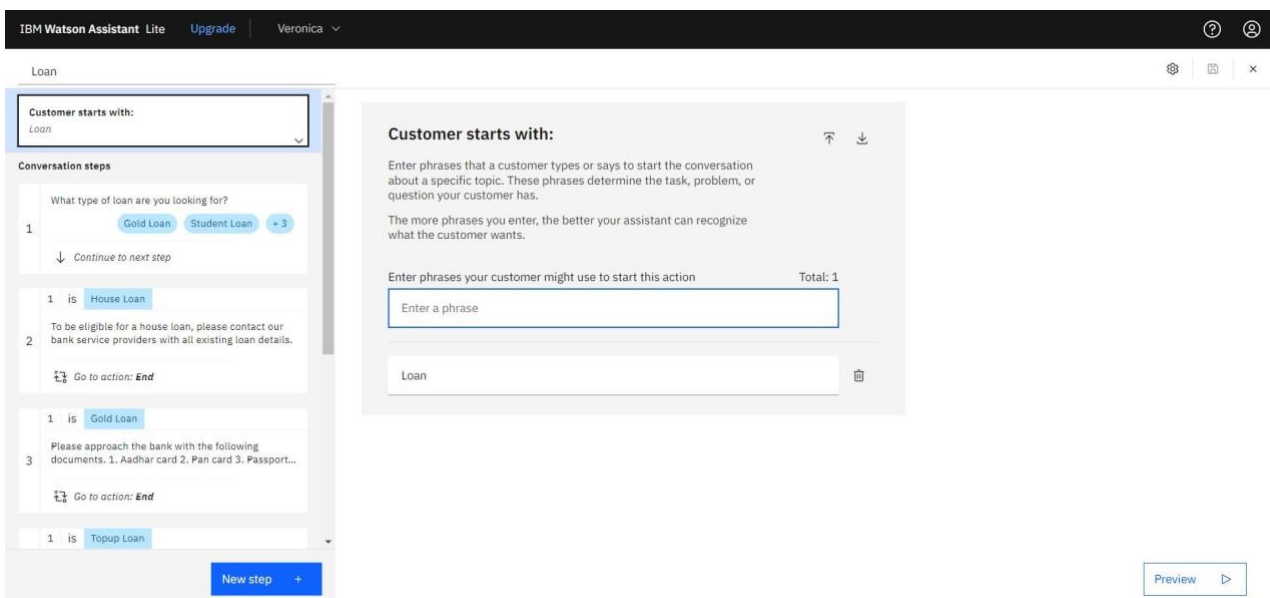 IBM Watson Assistant Lite Upgrade Veronica
Loan
Customer starts with:
Loan
Conversation steps
1
What type of loan are you looking for?
Gold Loan Student Loan + 3
Continue to next step
1 is House Loan
2
To be eligible for a house loan, please contact our
bank service providers with all existing loan details.
Go to action: End
1 is Gold Loan
3
Please approach the bank with the following
documents. 1. Aadhar card 2. Pan card 3. Passport...
Go to action: End
1 is Topup Loan
New step +
Customer starts with:
Enter phrases that a customer types or says to start the conversation
about a specific topic. These phrases determine the task, problem, or
question your customer has.
The more phrases you enter, the better your assistant can recognize
what the customer wants.
Enter phrases your customer might use to start this action Total: 1
Enter a phrase
Loan
Preview